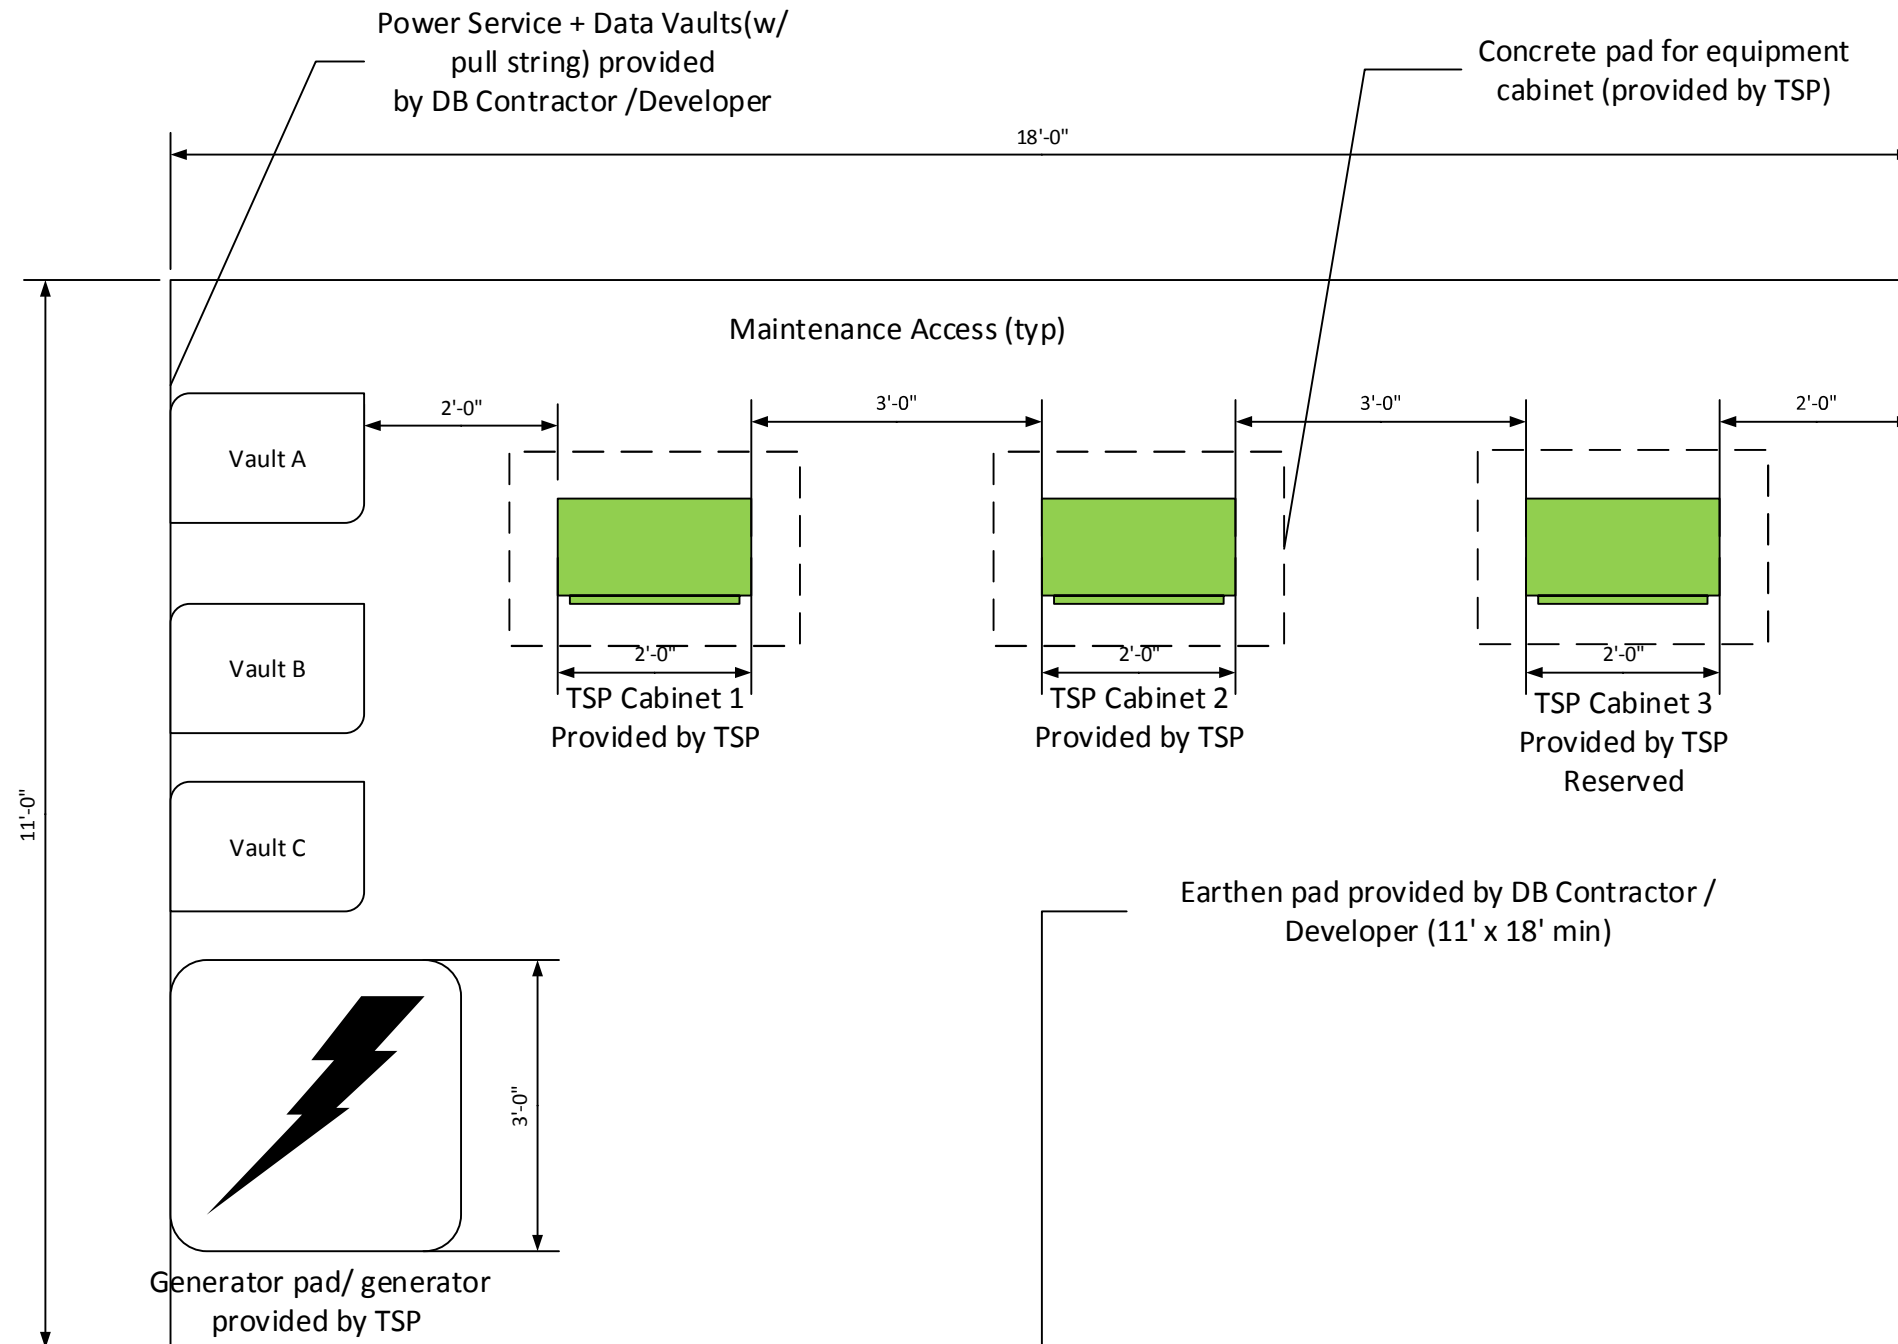 Power Service + Data Vaults(w/
pull string) provided
by DB Contractor /Developer
Concrete pad for equipment
cabinet (provided by TSP)
18'-0"
Maintenance Access (typ)
2'-0"
3'-0"
3'-0"
2'-0"
Vault A
Vault B
Vault C
2'-0"
TSP Cabinet 1
Provided by TSP
2'-0"
TSP Cabinet 2
Provided by TSP
2'-0"
TSP Cabinet 3
Provided by TSP
Reserved
11'-0"
Earthen pad provided by DB Contractor /
Developer (11' x 18' min)
3'-0"
Generator pad/ generator
provided by TSP